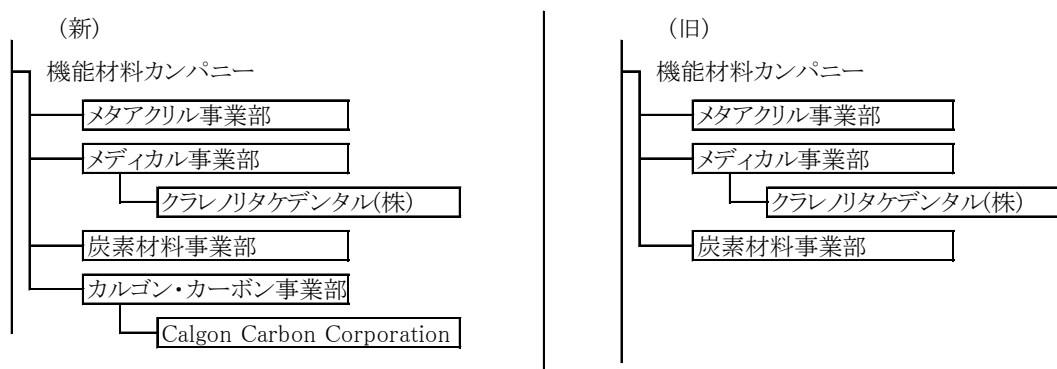 (新)
機能材料カンパニー
メタアクリル事業部
メディカル事業部
クラレノリタケデンタル(株)
炭素材料事業部
カルゴン・カーボン事業部
Calgon Carbon Corporation
(旧)
機能材料カンパニー
メタアクリル事業部
メディカル事業部
クラレノリタケデンタル(株)
炭素材料事業部